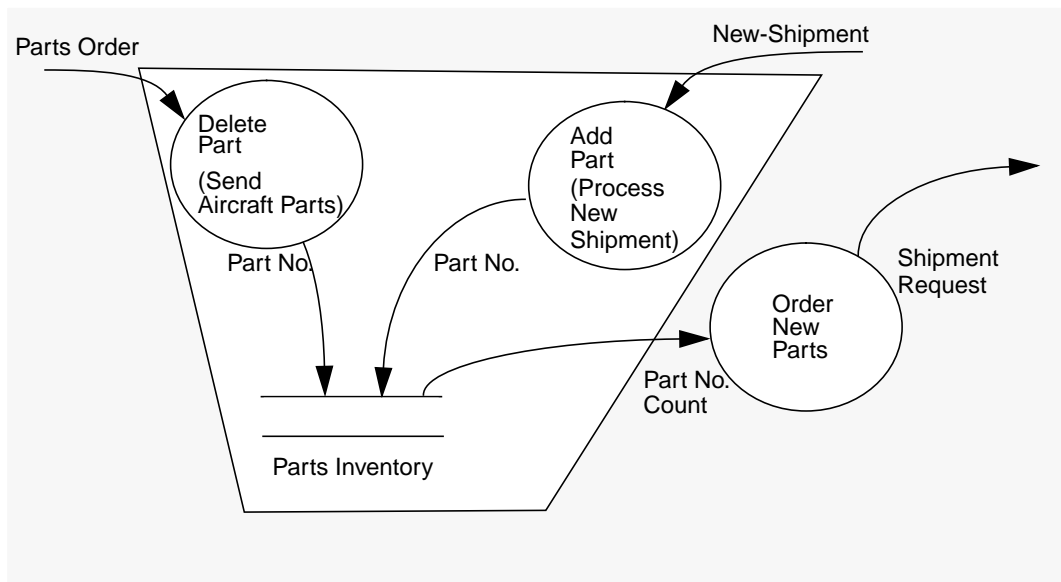 Parts Order
New-Shipment
Delete
Part
(Send
Aircraft Parts)
Add
Part
(Process
New
Shipment)
Part No.
Part No.
Shipment
Request
Order
New
Parts
Part No.
Count
Parts Inventory